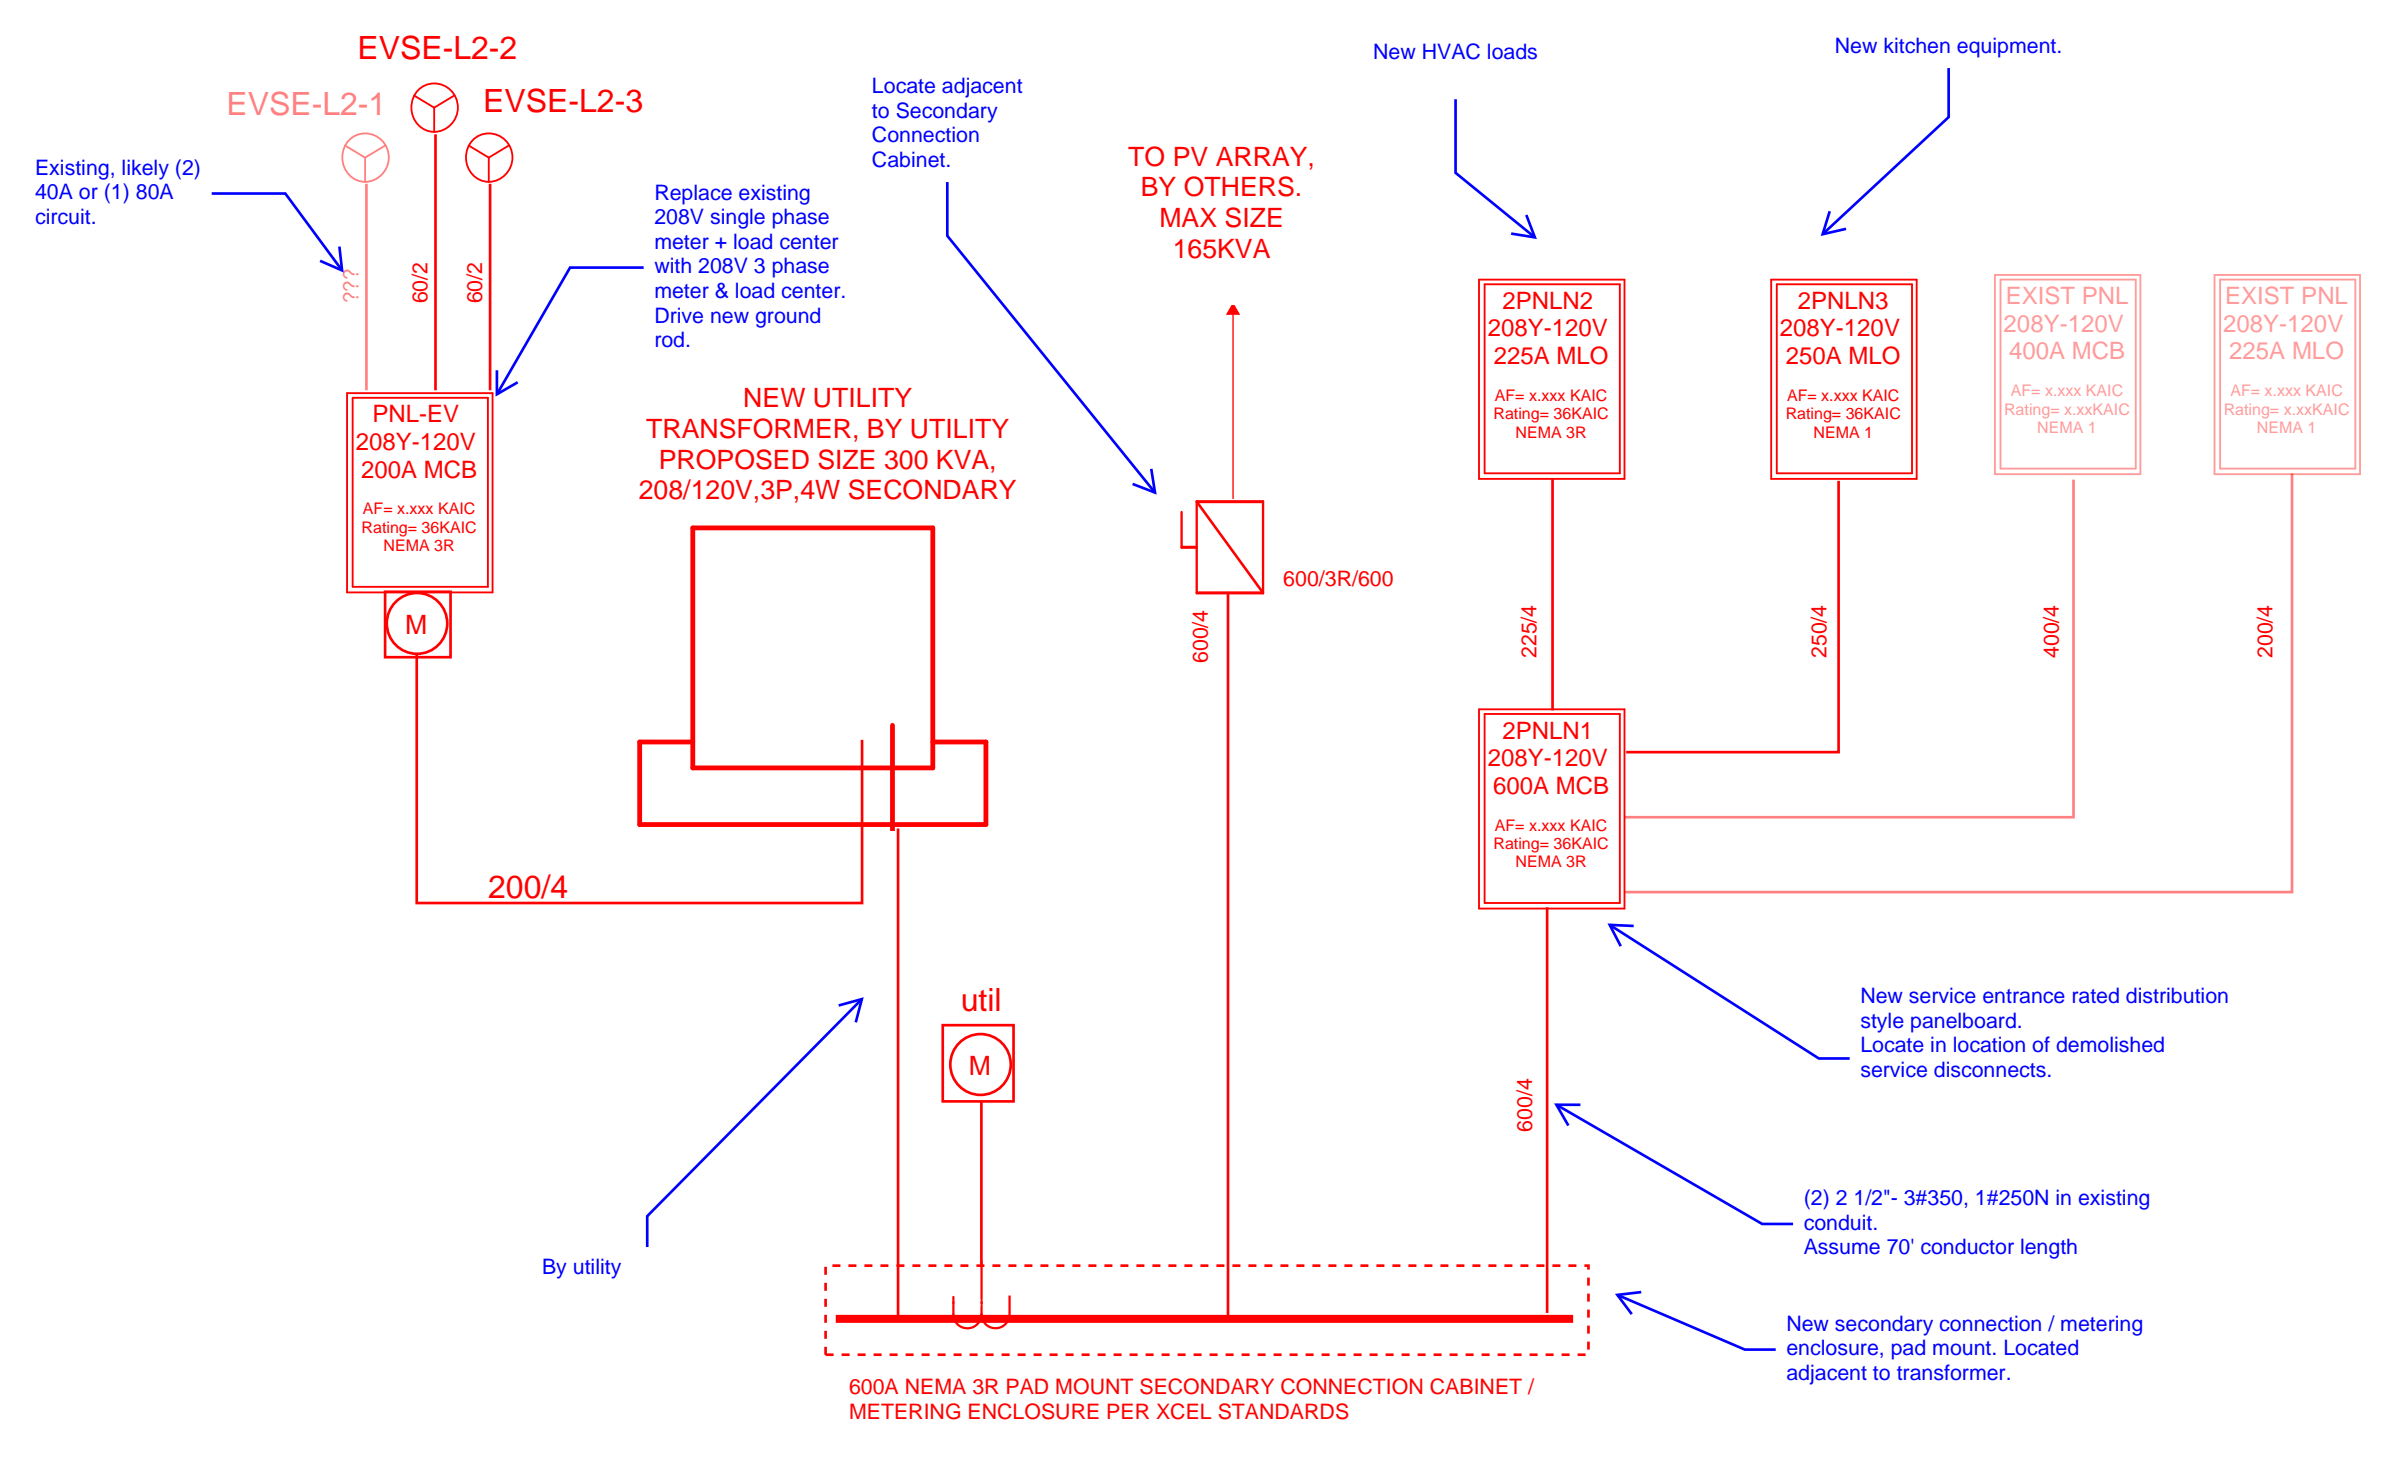 EVSE-L2-2
EVSE-L2-1
EVSE-L2-3
Existing, likely (2)
40A or (1) 80A
circuit.
???
60/2
60/2
Replace existing
208V single phase
meter + load center
with 208V 3 phase
meter & load center.
Drive new ground
rod.
PNL-EV
208Y-120V
200A MCB
AF= x.xxx KAIC
Rating= 36KAIC
NEMA 3R
M
200/4
NEW UTILITY
TRANSFORMER, BY UTILITY
PROPOSED SIZE 300 KVA,
208/120V,3P,4W SECONDARY
Locate adjacent
to Secondary
Connection
Cabinet.
TO PV ARRAY,
BY OTHERS.
MAX SIZE
165KVA
600/3R/600
600/4
New HVAC loads
New kitchen equipment.
2PNLN2
208Y-120V
225A MLO
AF= x.xxx KAIC
Rating= 36KAIC
NEMA 3R
2PNLN3
208Y-120V
250A MLO
AF= x.xxx KAIC
Rating= 36KAIC
NEMA 1
EXIST PNL
208Y-120V
400A MCB
AF= x.xxx KAIC
Rating= x.xxKAIC
NEMA 1
EXIST PNL
208Y-120V
225A MLO
AF= x.xxx KAIC
Rating= x.xxKAIC
NEMA 1
225/4
250/4
400/4
200/4
2PNLN1
208Y-120V
600A MCB
AF= x.xxx KAIC
Rating= 36KAIC
NEMA 3R
New service entrance rated distribution
style panelboard.
Locate in location of demolished
service disconnects.
util
M
600/4
By utility
(2) 2 1/2"- 3#350, 1#250N in existing
conduit.
Assume 70' conductor length
New secondary connection / metering
enclosure, pad mount. Located
adjacent to transformer.
600A NEMA 3R PAD MOUNT SECONDARY CONNECTION CABINET /
METERING ENCLOSURE PER XCEL STANDARDS